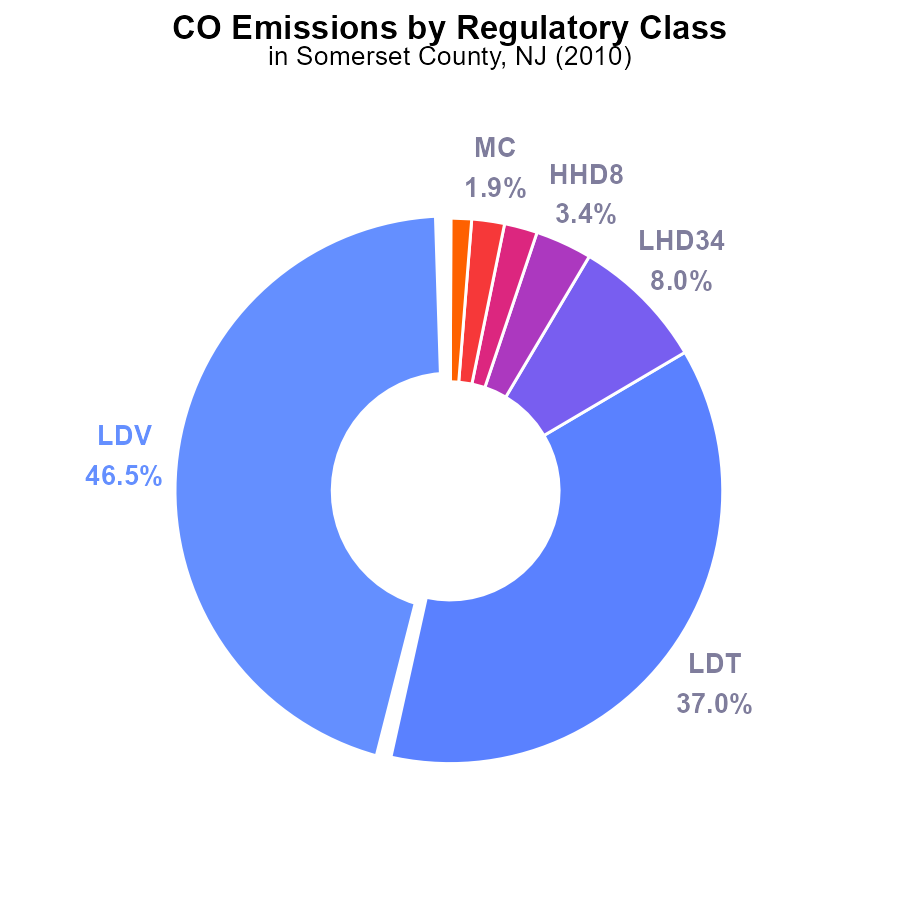 CO Emissions by Regulatory Class
in Somerset County, NJ (2010)
MC
1.9%
HHD8
3.4%
LHD34
8.0%
LDV
46.5%
LDT
37.0%